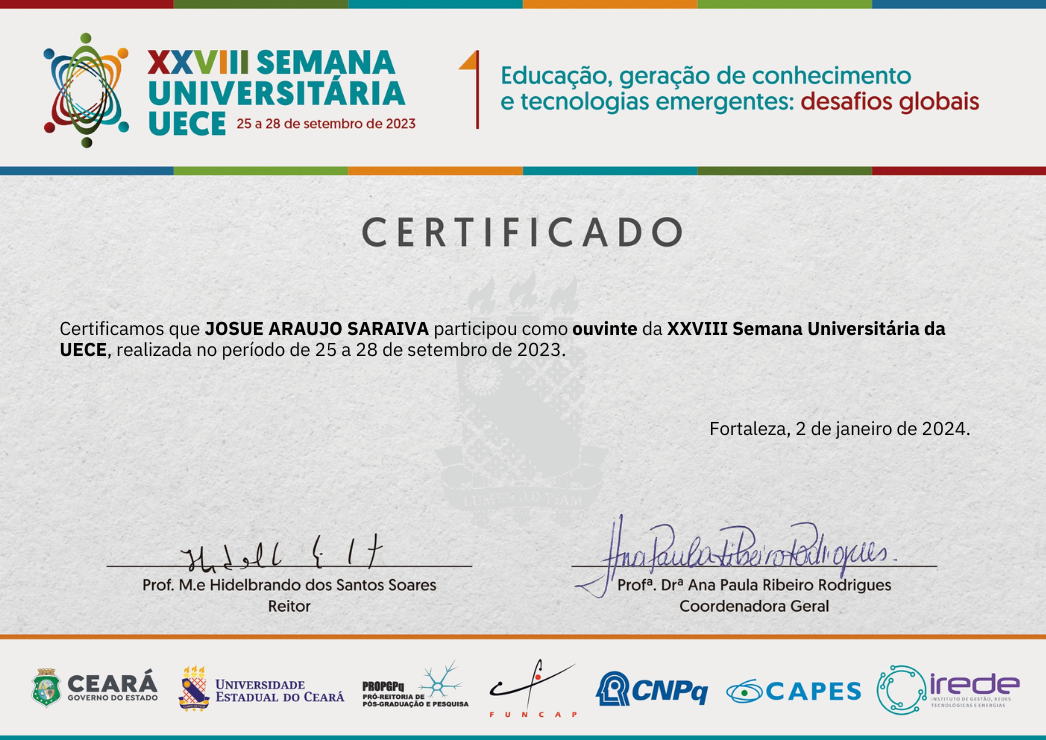 XXVIII SEMANA
UNIVERSITÁRIA
UECE 25 a 28 de setembro de 2023
Educação, geração de conhecimento
e tecnologias emergentes: desafios globais
CERTIFICADO
Certificamos que JOSUE ARAUJO SARAIVA participou como ouvinte da XXVIII Semana Universitária da
UECE, realizada no período de 25 a 28 de setembro de 2023.
Fortaleza, 2 de janeiro de 2024.
Ana Paula Ribeiro Rodrigues
Prof. M.e Hidelbrando dos Santos Soares
Reitor
Profª. Drª Ana Paula Ribeiro Rodrigues
Coordenadora Geral
CEARÁ
GOVERNO DO ESTADO
UNIVERSIDADE
ESTADUAL DO CEARÁ
PROPGPq
PRÓ-REITORIA DE
PÓS-GRADUAÇÃO E PESQUISA
FUNCAP
CNPq
CAPES
irede
INSTITUTO DE GESTÃO, REDES
TECNOLÓGICAS E ENERGIAS